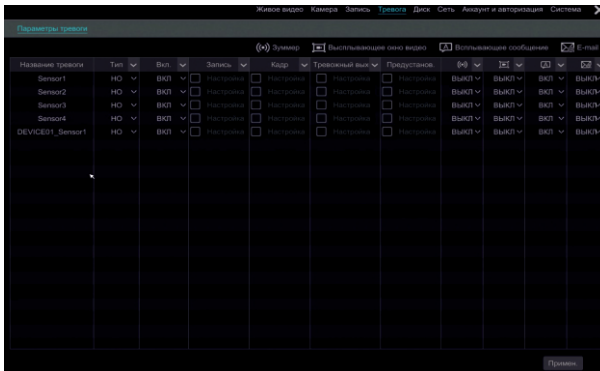 Живое видео Камера Запись Тревога Диск Сеть Аккаунт и авторизация Система
Параметры тревоги
Зуммер Высплывающее окно видео Всплывающее сообщение E-mail
Название тревоги Тип Вкл. Запись Кадр Тревожный вых Предустанов.
Sensor1 НО ВКЛ Настройка Настройка Настройка Настройка ВЫКЛ ВЫКЛ ВКЛ ВЫКЛ
Sensor2 НО ВКЛ Настройка Настройка Настройка Настройка ВЫКЛ ВЫКЛ ВКЛ ВЫКЛ
Sensor3 НО ВКЛ Настройка Настройка Настройка Настройка ВЫКЛ ВЫКЛ ВКЛ ВЫКЛ
Sensor4 НО ВКЛ Настройка Настройка Настройка Настройка ВЫКЛ ВЫКЛ ВКЛ ВЫКЛ
DEVICE01_Sensor1 НО ВКЛ Настройка Настройка Настройка Настройка ВЫКЛ ВЫКЛ ВКЛ ВЫКЛ
Примен.